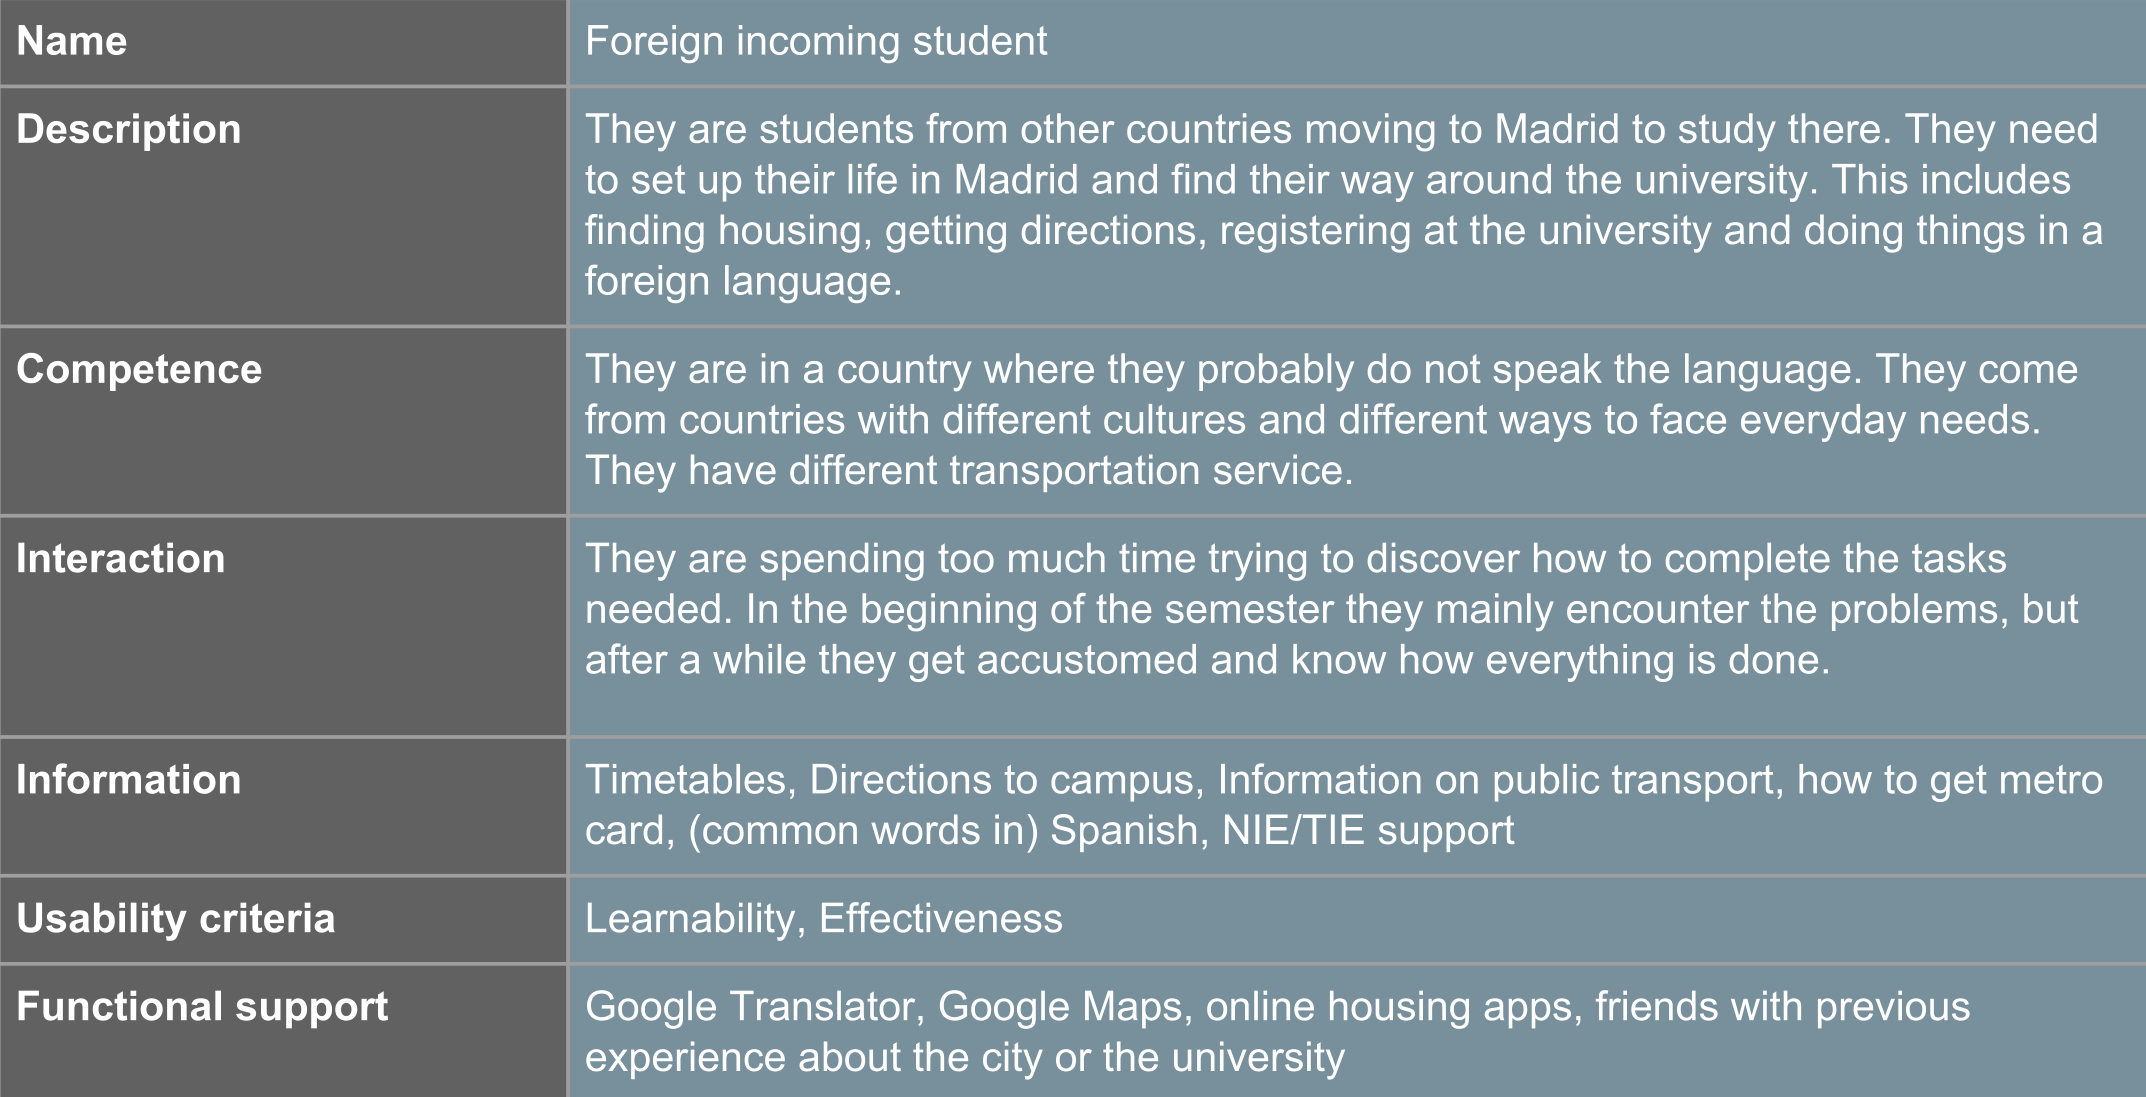 Name
Foreign incoming student
Description
They are students from other countries moving to Madrid to study there. They need
to set up their life in Madrid and find their way around the university. This includes
finding housing, getting directions, registering at the university and doing things in a
foreign language.
Competence
They are in a country where they probably do not speak the language. They come
from countries with different cultures and different ways to face everyday needs.
They have different transportation service.
Interaction
They are spending too much time trying to discover how to complete the tasks
needed. In the beginning of the semester they mainly encounter the problems, but
after a while they get accustomed and know how everything is done.
Information
Timetables, Directions to campus, Information on public transport, how to get metro
card, (common words in) Spanish, NIE/TIE support
Usability criteria
Learnability, Effectiveness
Functional support
Google Translator, Google Maps, online housing apps, friends with previous
experience about the city or the university